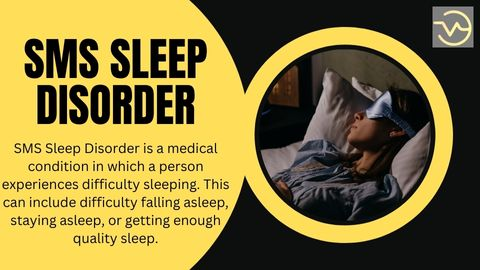 SMS SLEEP
DISORDER
SMS Sleep Disorder is a medical
condition in which a person
experiences difficulty sleeping. This
can include difficulty falling asleep,
staying asleep, or getting enough
quality sleep.